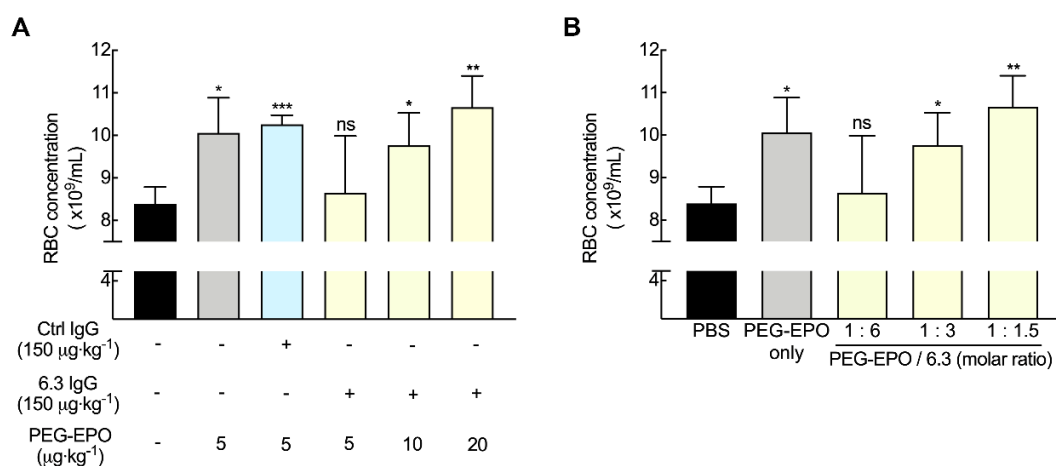 A
RBC concentration
( x10⁹/mL)
12
11
10
9
8
4
* *** ns * **
Ctrl IgG
(150 µg·kg⁻¹) - - + - - -
6.3 IgG
(150 µg·kg⁻¹) - - - + + +
PEG-EPO
(µg·kg⁻¹) - 5 5 5 10 20
B
RBC concentration
( x10⁹/mL)
12
11
10
9
8
4
* ns * **
PBS PEG-EPO only 1 : 6 1 : 3 1 : 1.5
PEG-EPO / 6.3 (molar ratio)